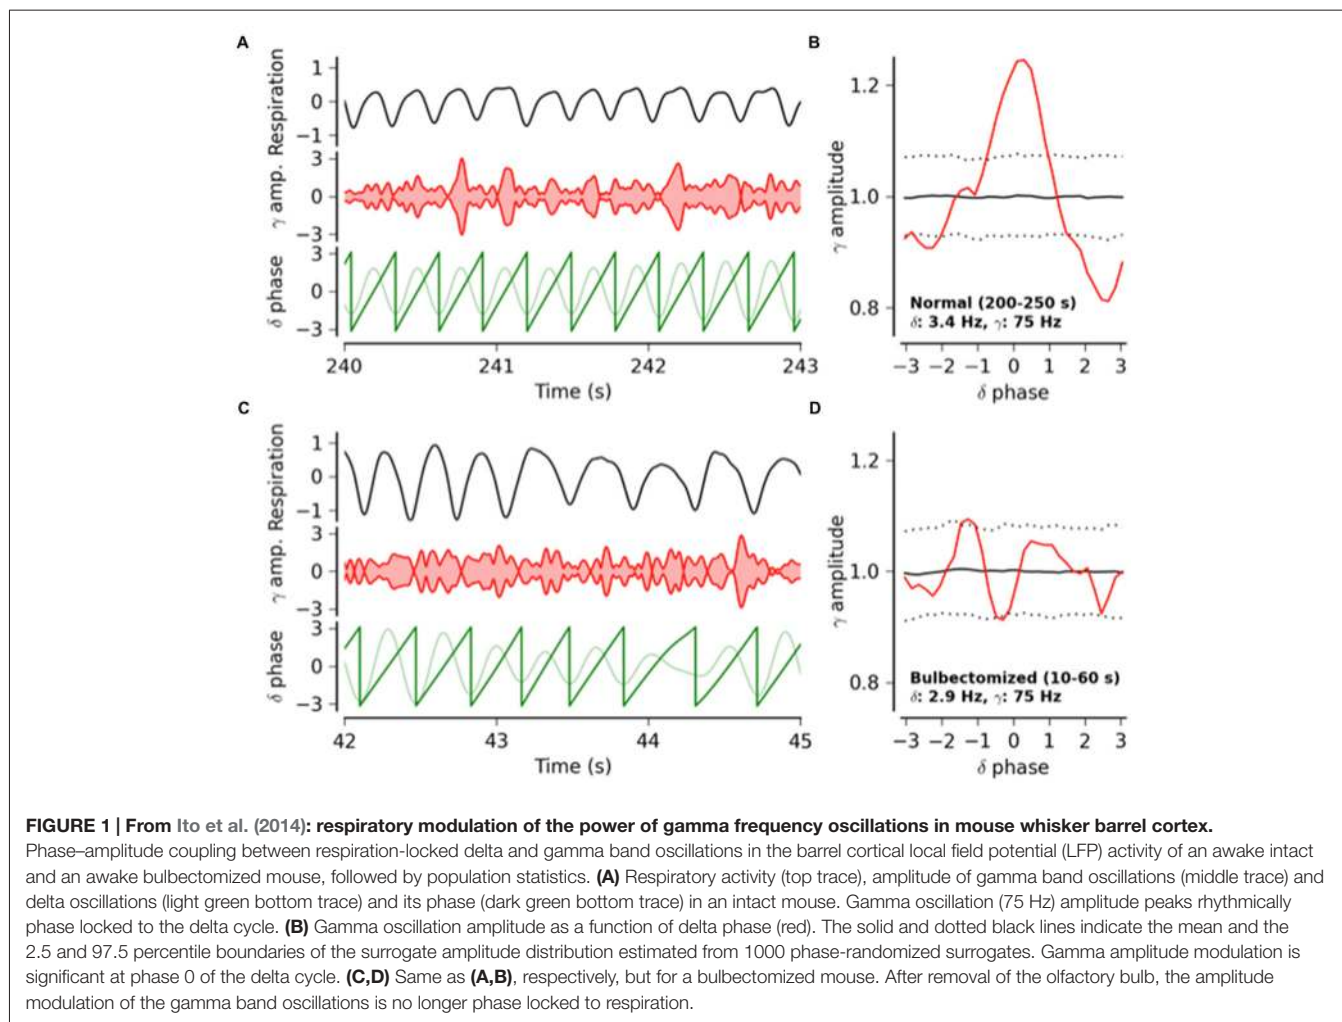 A
B
Respiration
1
0
−1
γ amp.
3
0
−3
δ phase
3
0
−3
240 241 242 243
Time (s)
γ amplitude
1.2
1.0
0.8
Normal (200-250 s)
δ: 3.4 Hz, γ: 75 Hz
−3 −2 −1 0 1 2 3
δ phase
C
D
Respiration
1
0
−1
γ amp.
3
0
−3
δ phase
3
0
−3
42 43 44 45
Time (s)
γ amplitude
1.2
1.0
0.8
Bulbectomized (10-60 s)
δ: 2.9 Hz, γ: 75 Hz
−3 −2 −1 0 1 2 3
δ phase
FIGURE 1 | From Ito et al. (2014): respiratory modulation of the power of gamma frequency oscillations in mouse whisker barrel cortex.
Phase–amplitude coupling between respiration-locked delta and gamma band oscillations in the barrel cortical local field potential (LFP) activity of an awake intact
and an awake bulbectomized mouse, followed by population statistics. (A) Respiratory activity (top trace), amplitude of gamma band oscillations (middle trace) and
delta oscillations (light green bottom trace) and its phase (dark green bottom trace) in an intact mouse. Gamma oscillation (75 Hz) amplitude peaks rhythmically
phase locked to the delta cycle. (B) Gamma oscillation amplitude as a function of delta phase (red). The solid and dotted black lines indicate the mean and the
2.5 and 97.5 percentile boundaries of the surrogate amplitude distribution estimated from 1000 phase-randomized surrogates. Gamma amplitude modulation is
significant at phase 0 of the delta cycle. (C,D) Same as (A,B), respectively, but for a bulbectomized mouse. After removal of the olfactory bulb, the amplitude
modulation of the gamma band oscillations is no longer phase locked to respiration.